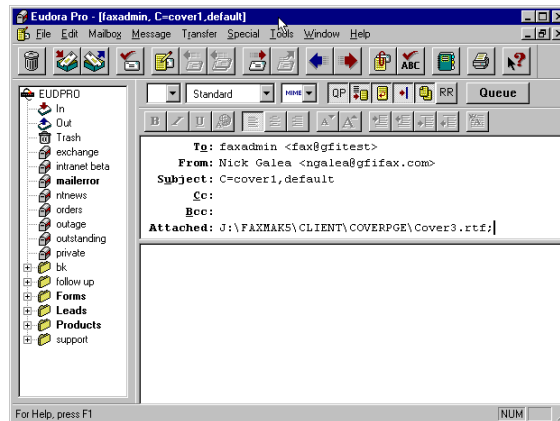 Eudora Pro - [faxadmin, C=cover1,default]
File Edit Mailbox Message Transfer Special Tools Window Help
ABC
Standard MIME QP RR Queue
B I U A A
EUDPRO
In
Out
Trash
exchange
intranet beta
mailerror
ntnews
orders
outage
outstanding
private
bk
follow up
Forms
Leads
Products
support
To: faxadmin <fax@gfitest>
From: Nick Galea <ngalea@gfifax.com>
Subject: C=cover1,default
Cc:
Bcc:
Attached: J:\FAXMAK5\CLIENT\COVERPGE\Cover3.rtf;
For Help, press F1
NUM